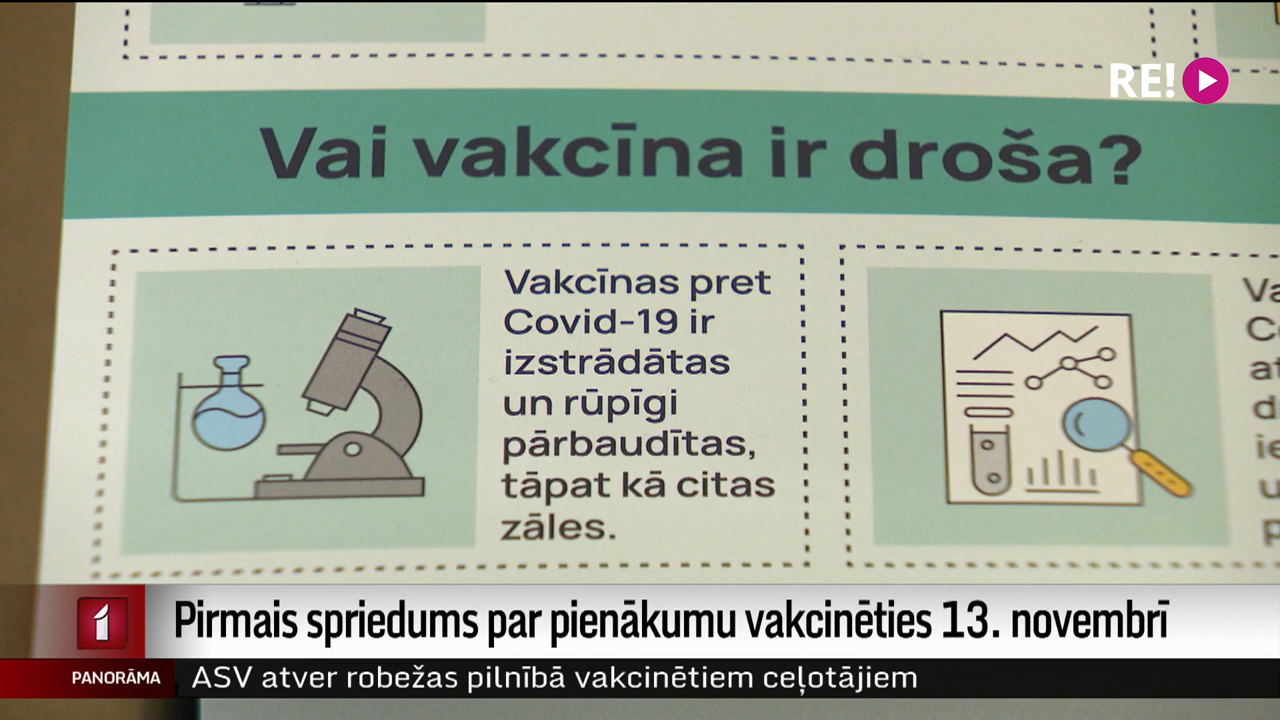 RE!
Vai vakcīna ir droša?
Vakcīnas pret
Covid-19 ir
izstrādātas
un rūpīgi
pārbaudītas,
tāpat kā citas
zāles.
1
Pirmais spriedums par pienākumu vakcinēties 13. novembrī
PANORĀMA
ASV atver robežas pilnībā vakcinētiem ceļotājiem